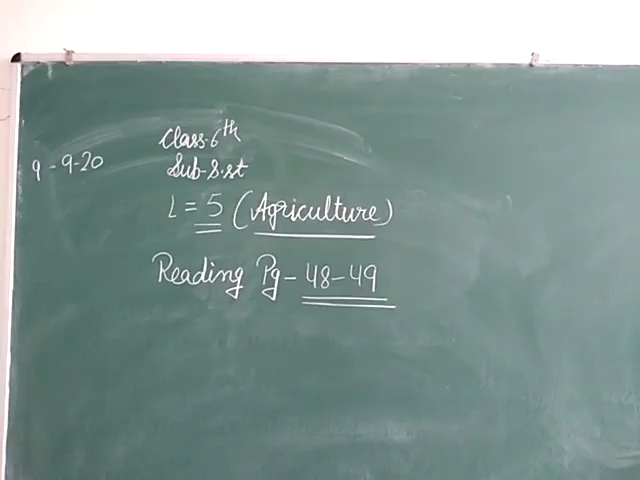 Class-6th
9-9-20
Sub-S.st
L = 5 (Agriculture)
Reading Pg-48-49